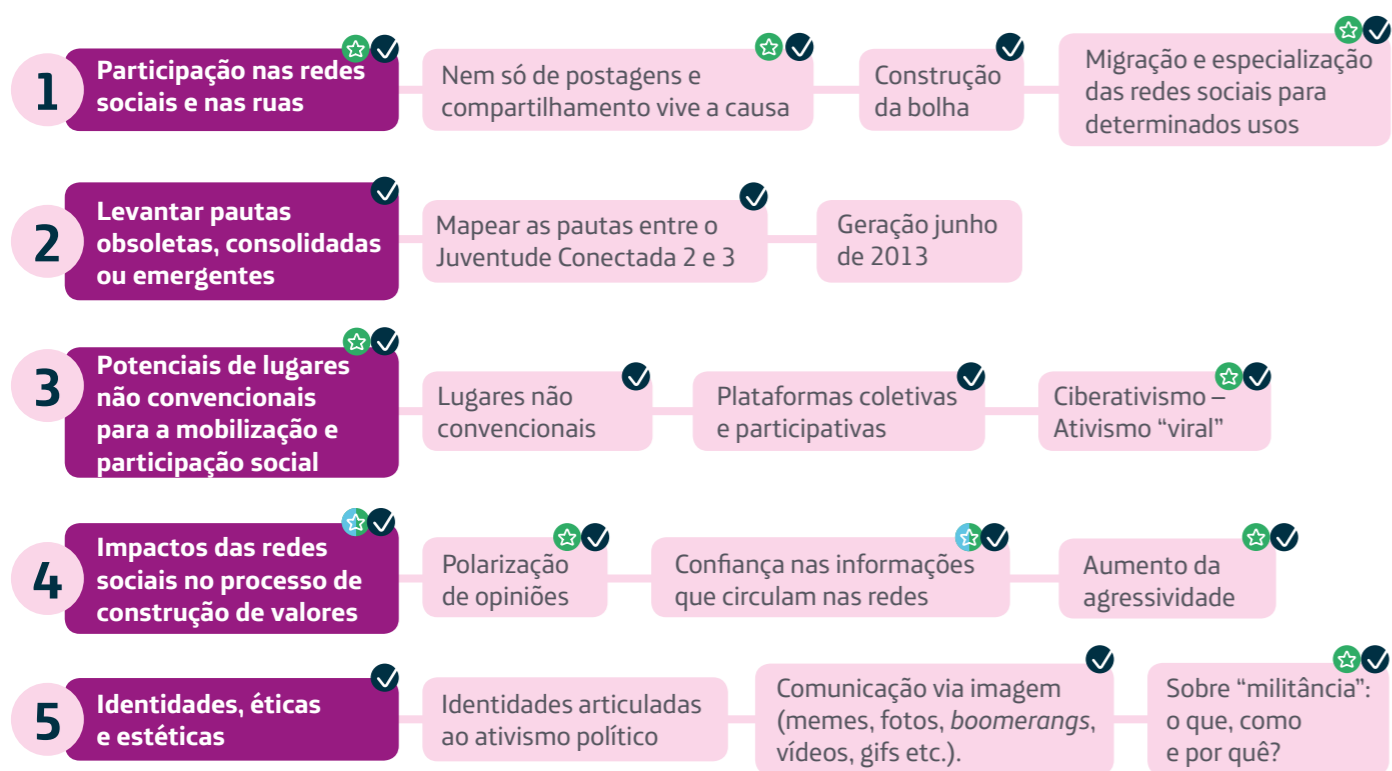 1
Participação nas redes
sociais e nas ruas
Nem só de postagens e
compartilhamento vive a causa
Construção
da bolha
Migração e especialização
das redes sociais para
determinados usos
2
Levantar pautas
obsoletas, consolidadas
ou emergentes
Mapear as pautas entre o
Juventude Conectada 2 e 3
Geração junho
de 2013
3
Potenciais de lugares
não convencionais
para a mobilização e
participação social
Lugares não
convencionais
Plataformas coletivas
e participativas
Ciberativismo –
Ativismo “viral”
4
Impactos das redes
sociais no processo de
construção de valores
Polarização
de opiniões
Confiança nas informações
que circulam nas redes
Aumento da
agressividade
5
Identidades, éticas
e estéticas
Identidades articuladas
ao ativismo político
Comunicação via imagem
(memes, fotos, boomerangs,
vídeos, gifs etc.).
Sobre “militância”:
o que, como
e por quê?